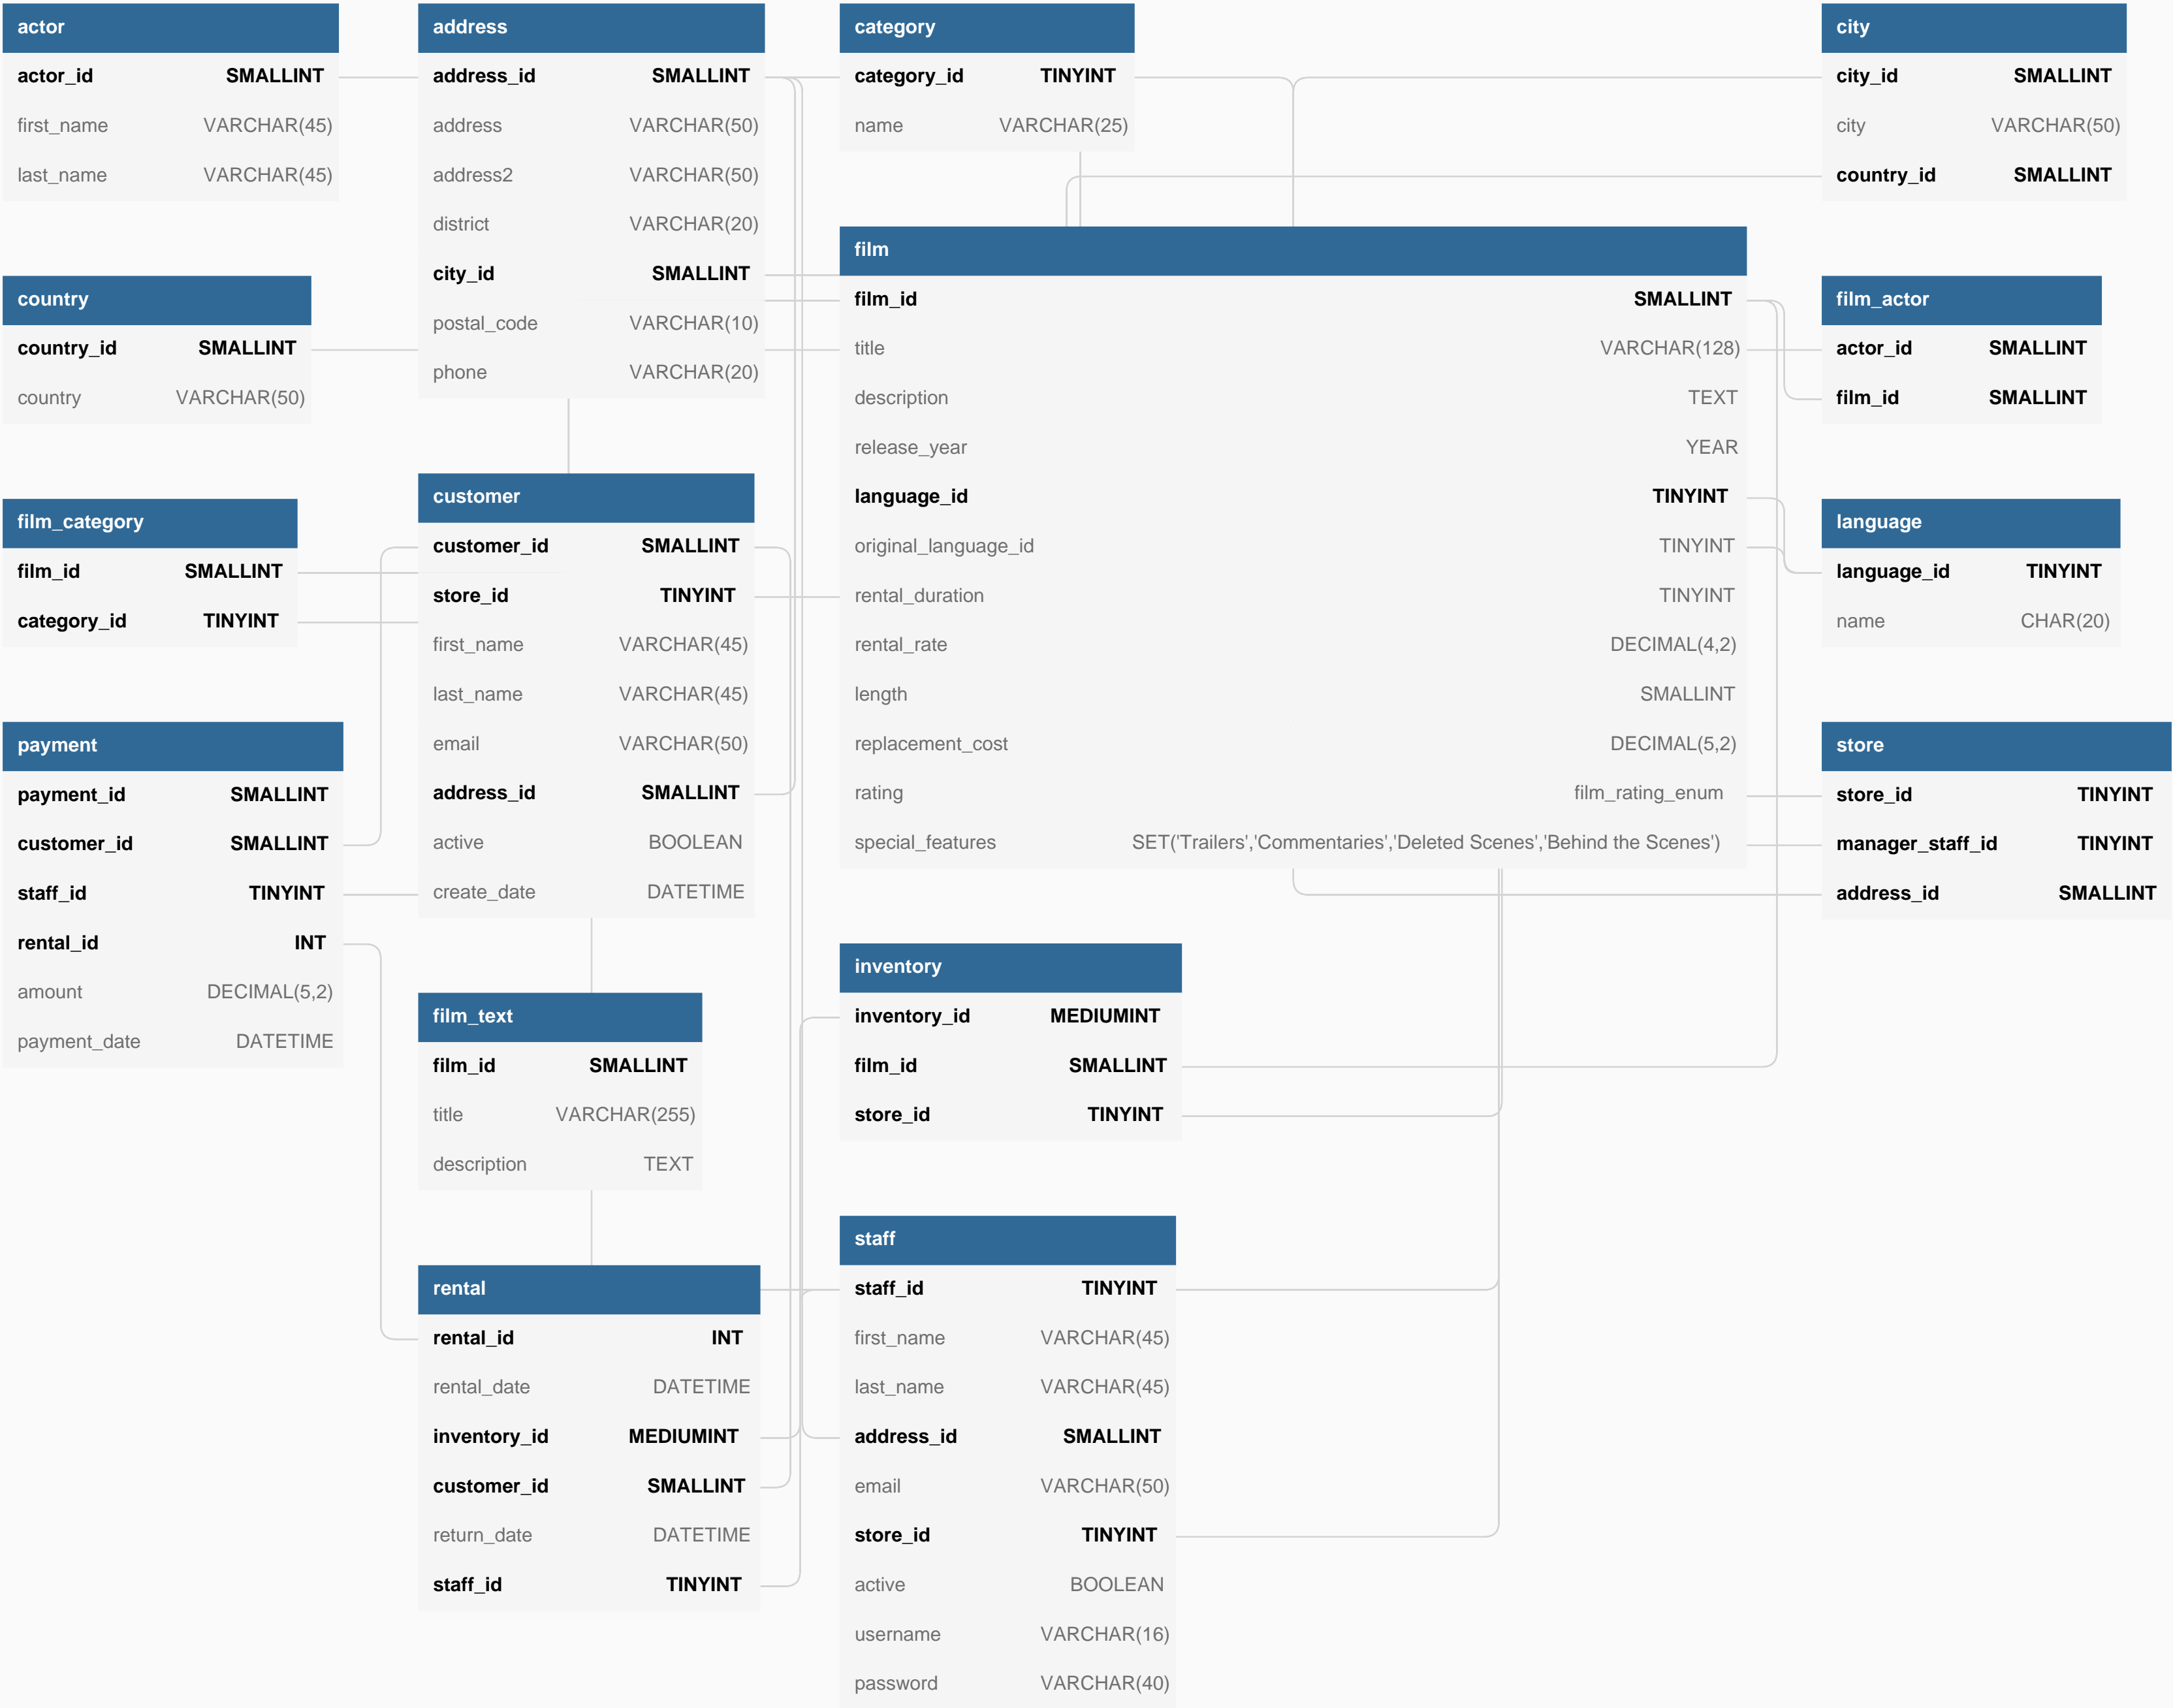 actor
actor_id SMALLINT
first_name VARCHAR(45)
last_name VARCHAR(45)
address
address_id SMALLINT
address VARCHAR(50)
address2 VARCHAR(50)
district VARCHAR(20)
city_id SMALLINT
postal_code VARCHAR(10)
phone VARCHAR(20)
category
category_id TINYINT
name VARCHAR(25)
city
city_id SMALLINT
city VARCHAR(50)
country_id SMALLINT
country
country_id SMALLINT
country VARCHAR(50)
film
film_id SMALLINT
title VARCHAR(128)
description TEXT
release_year YEAR
language_id TINYINT
original_language_id TINYINT
rental_duration TINYINT
rental_rate DECIMAL(4,2)
length SMALLINT
replacement_cost DECIMAL(5,2)
rating film_rating_enum
special_features SET('Trailers','Commentaries','Deleted Scenes','Behind the Scenes')
film_actor
actor_id SMALLINT
film_id SMALLINT
film_category
film_id SMALLINT
category_id TINYINT
customer
customer_id SMALLINT
store_id TINYINT
first_name VARCHAR(45)
last_name VARCHAR(45)
email VARCHAR(50)
address_id SMALLINT
active BOOLEAN
create_date DATETIME
language
language_id TINYINT
name CHAR(20)
payment
payment_id SMALLINT
customer_id SMALLINT
staff_id TINYINT
rental_id INT
amount DECIMAL(5,2)
payment_date DATETIME
store
store_id TINYINT
manager_staff_id TINYINT
address_id SMALLINT
film_text
film_id SMALLINT
title VARCHAR(255)
description TEXT
inventory
inventory_id MEDIUMINT
film_id SMALLINT
store_id TINYINT
rental
rental_id INT
rental_date DATETIME
inventory_id MEDIUMINT
customer_id SMALLINT
return_date DATETIME
staff_id TINYINT
staff
staff_id TINYINT
first_name VARCHAR(45)
last_name VARCHAR(45)
address_id SMALLINT
email VARCHAR(50)
store_id TINYINT
active BOOLEAN
username VARCHAR(16)
password VARCHAR(40)